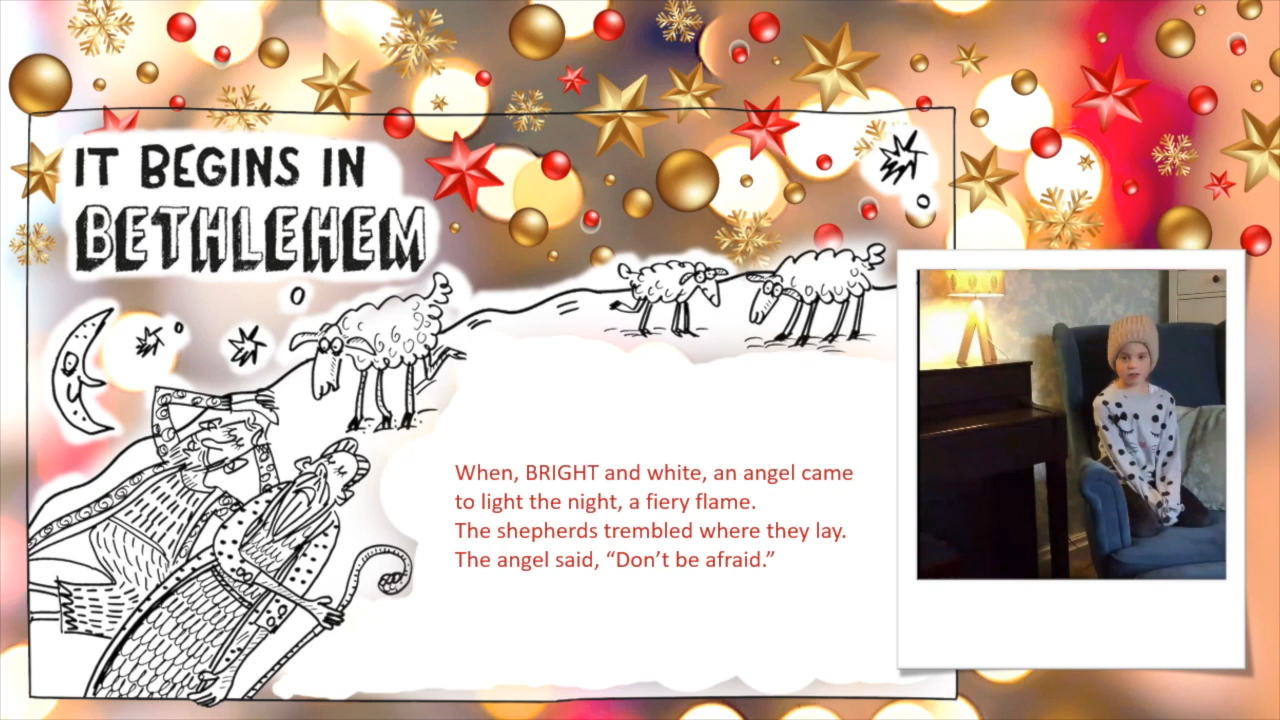 IT BEGINS IN
BETHLEHEM
When, BRIGHT and white, an angel came
to light the night, a fiery flame.
The shepherds trembled where they lay.
The angel said, “Don’t be afraid.”